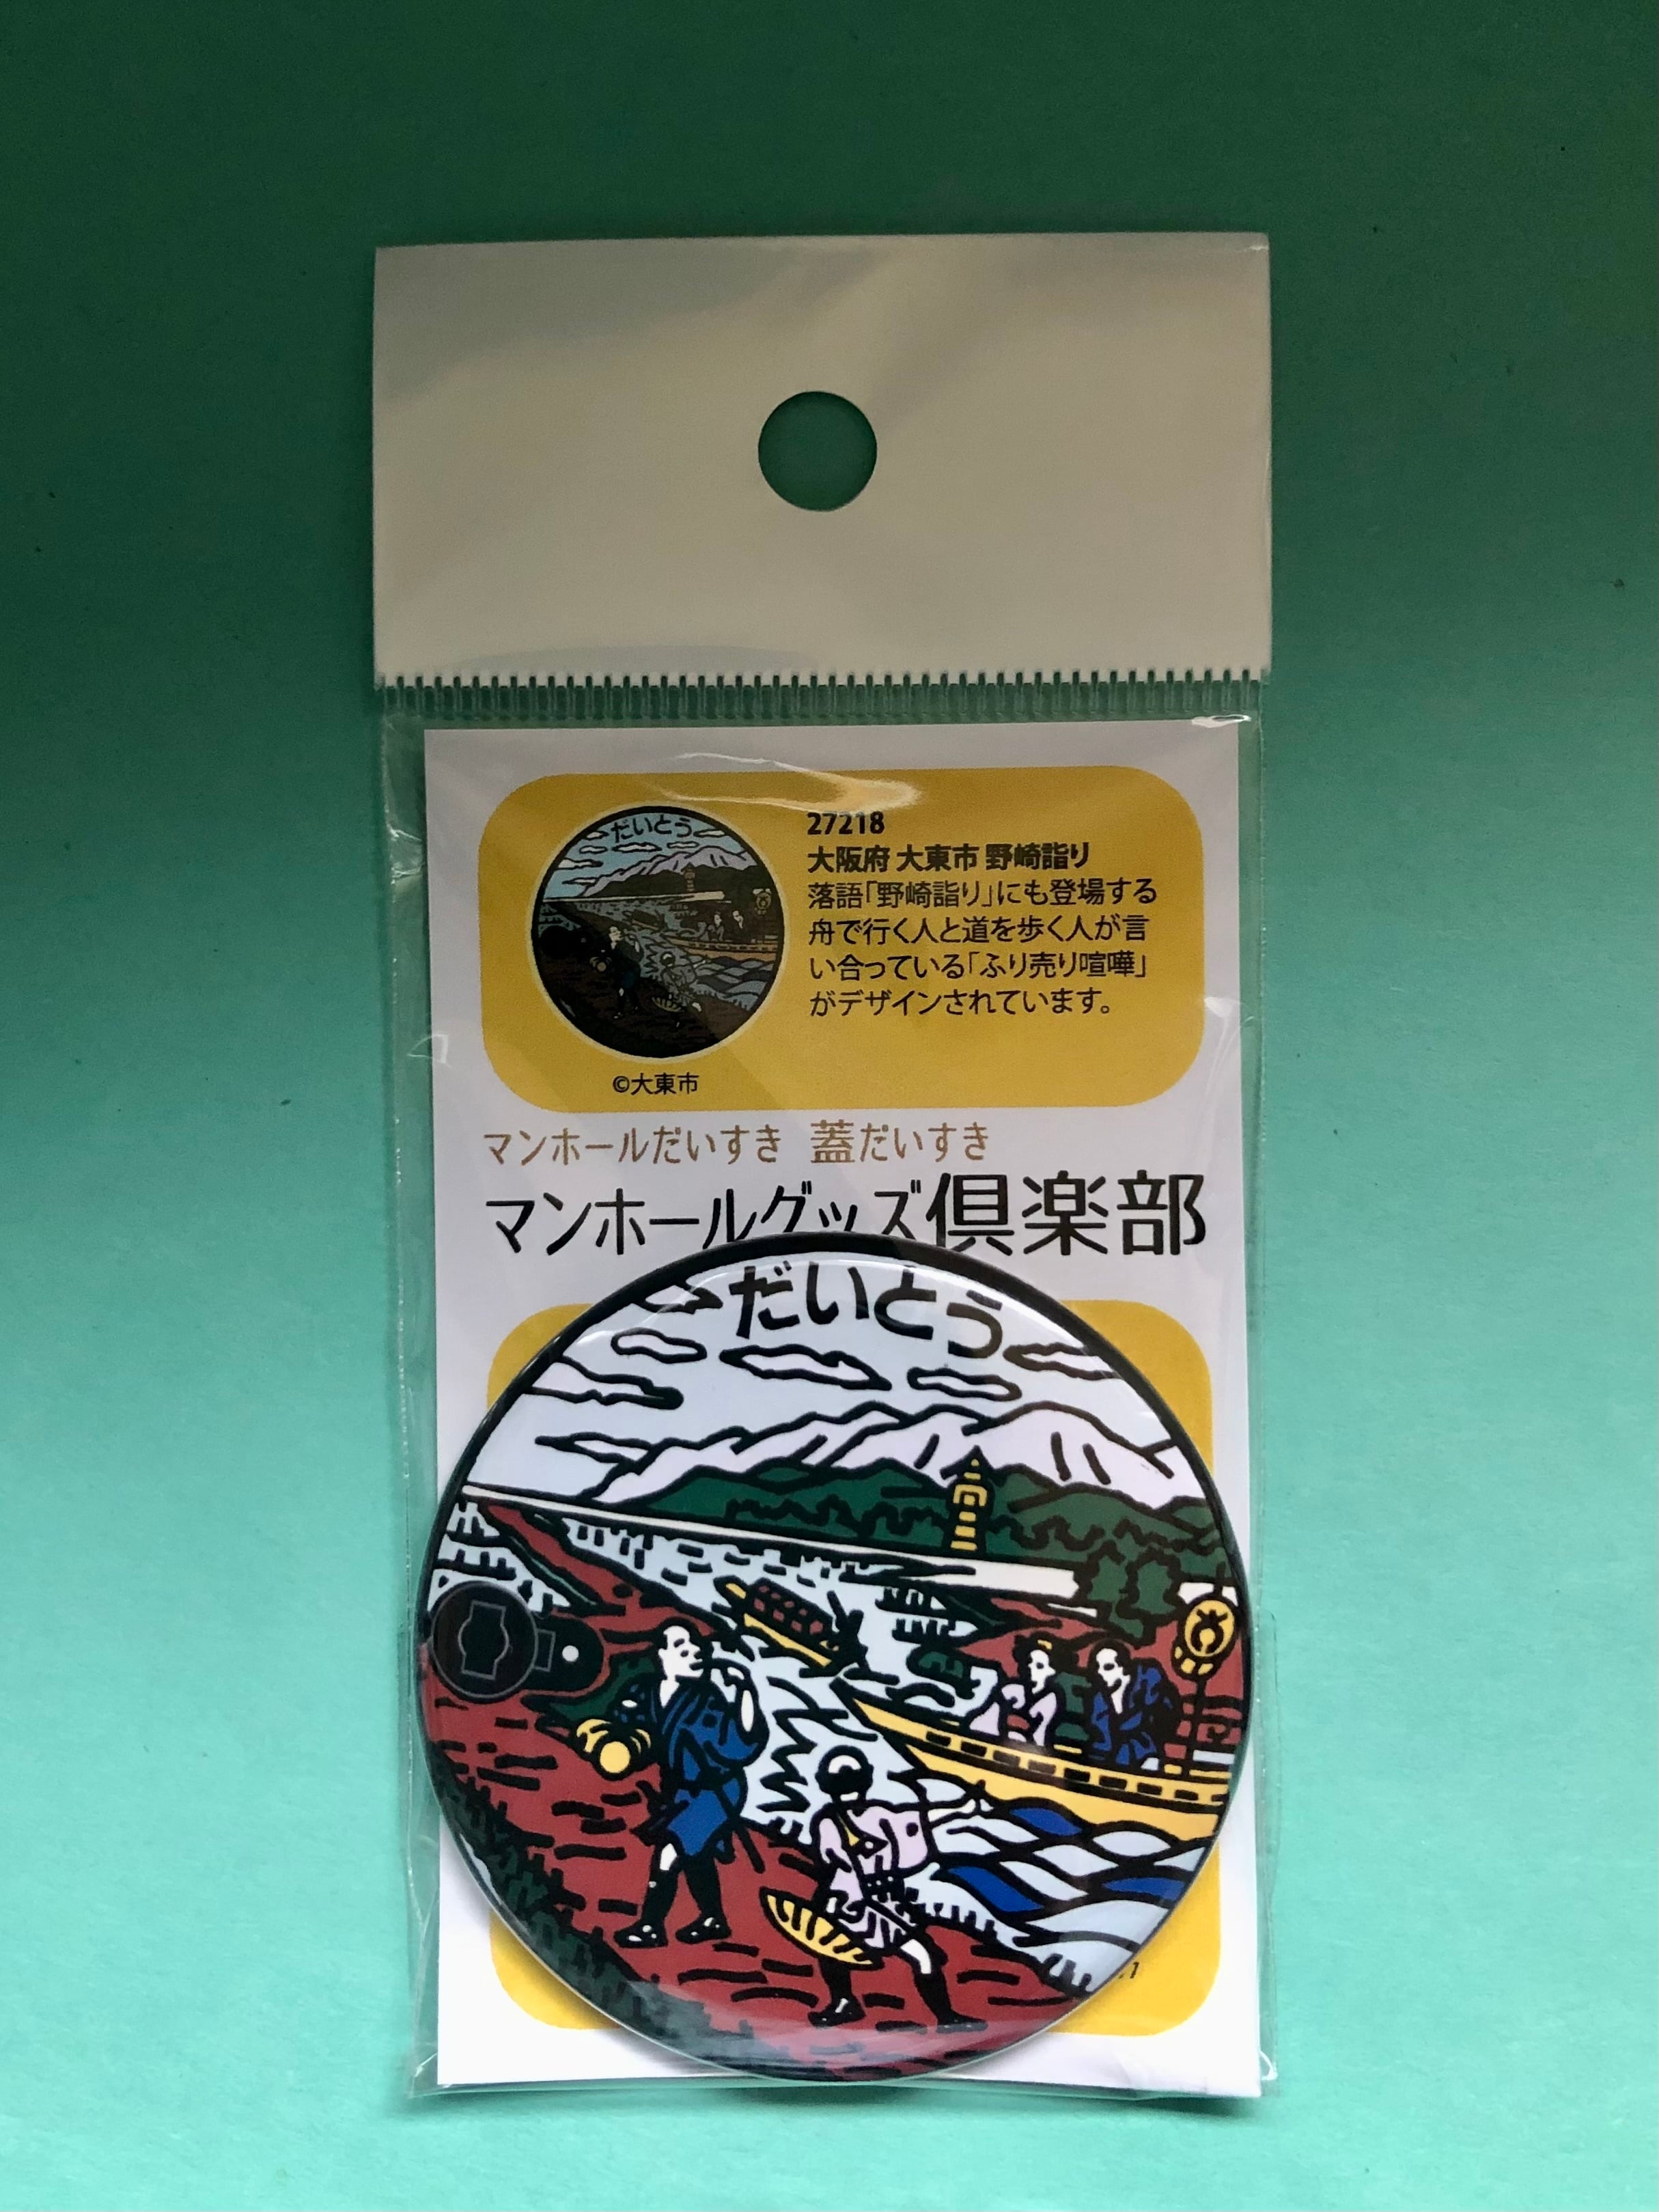 27218
大阪府 大東市 野崎詣り
落語「野崎詣り」にも登場する
舟で行く人と道を歩く人が言
い合っている「ふり売り喧嘩」
がデザインされています。
だいとう
©大東市
マンホールだいすき 蓋だいすき
マンホールグッズ倶楽部
だいとう